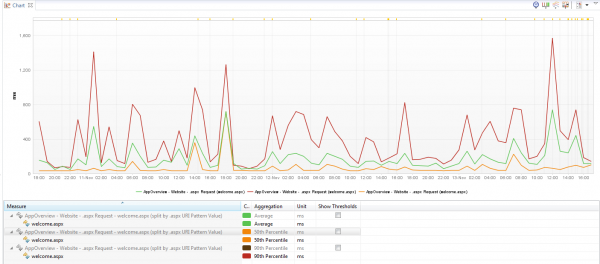 Chart
1,600
1,200
ms
800
400
0
18:00 20:00 22:00 11 Nov 02:00 04:00 06:00 08:00 10:00 12:00 14:00 16:00 18:00 20:00 22:00 12 Nov 02:00 04:00 06:00 08:00 10:00 12:00 14:00 16:00 18:00 20:00 22:00 13 Nov 02:00 04:00 06:00 08:00 10:00 12:00 14:00 16:00
AppOverview - Website - .aspx Request (welcome.aspx) AppOverview - Website - .aspx Request (welcome.aspx) AppOverview - Website - .aspx Request (welcome.aspx)
Measure C.. Aggregation Unit Show Thresholds
AppOverview - Website - .aspx Request - welcome.aspx (split by .aspx URI Pattern Value) Average ms
welcome.aspx Average ms
AppOverview - Website - .aspx Request - welcome.aspx (split by .aspx URI Pattern Value) 50th Percentile ms
welcome.aspx 50th Percentile ms
AppOverview - Website - .aspx Request - welcome.aspx (split by .aspx URI Pattern Value) 90th Percentile ms
welcome.aspx 90th Percentile ms